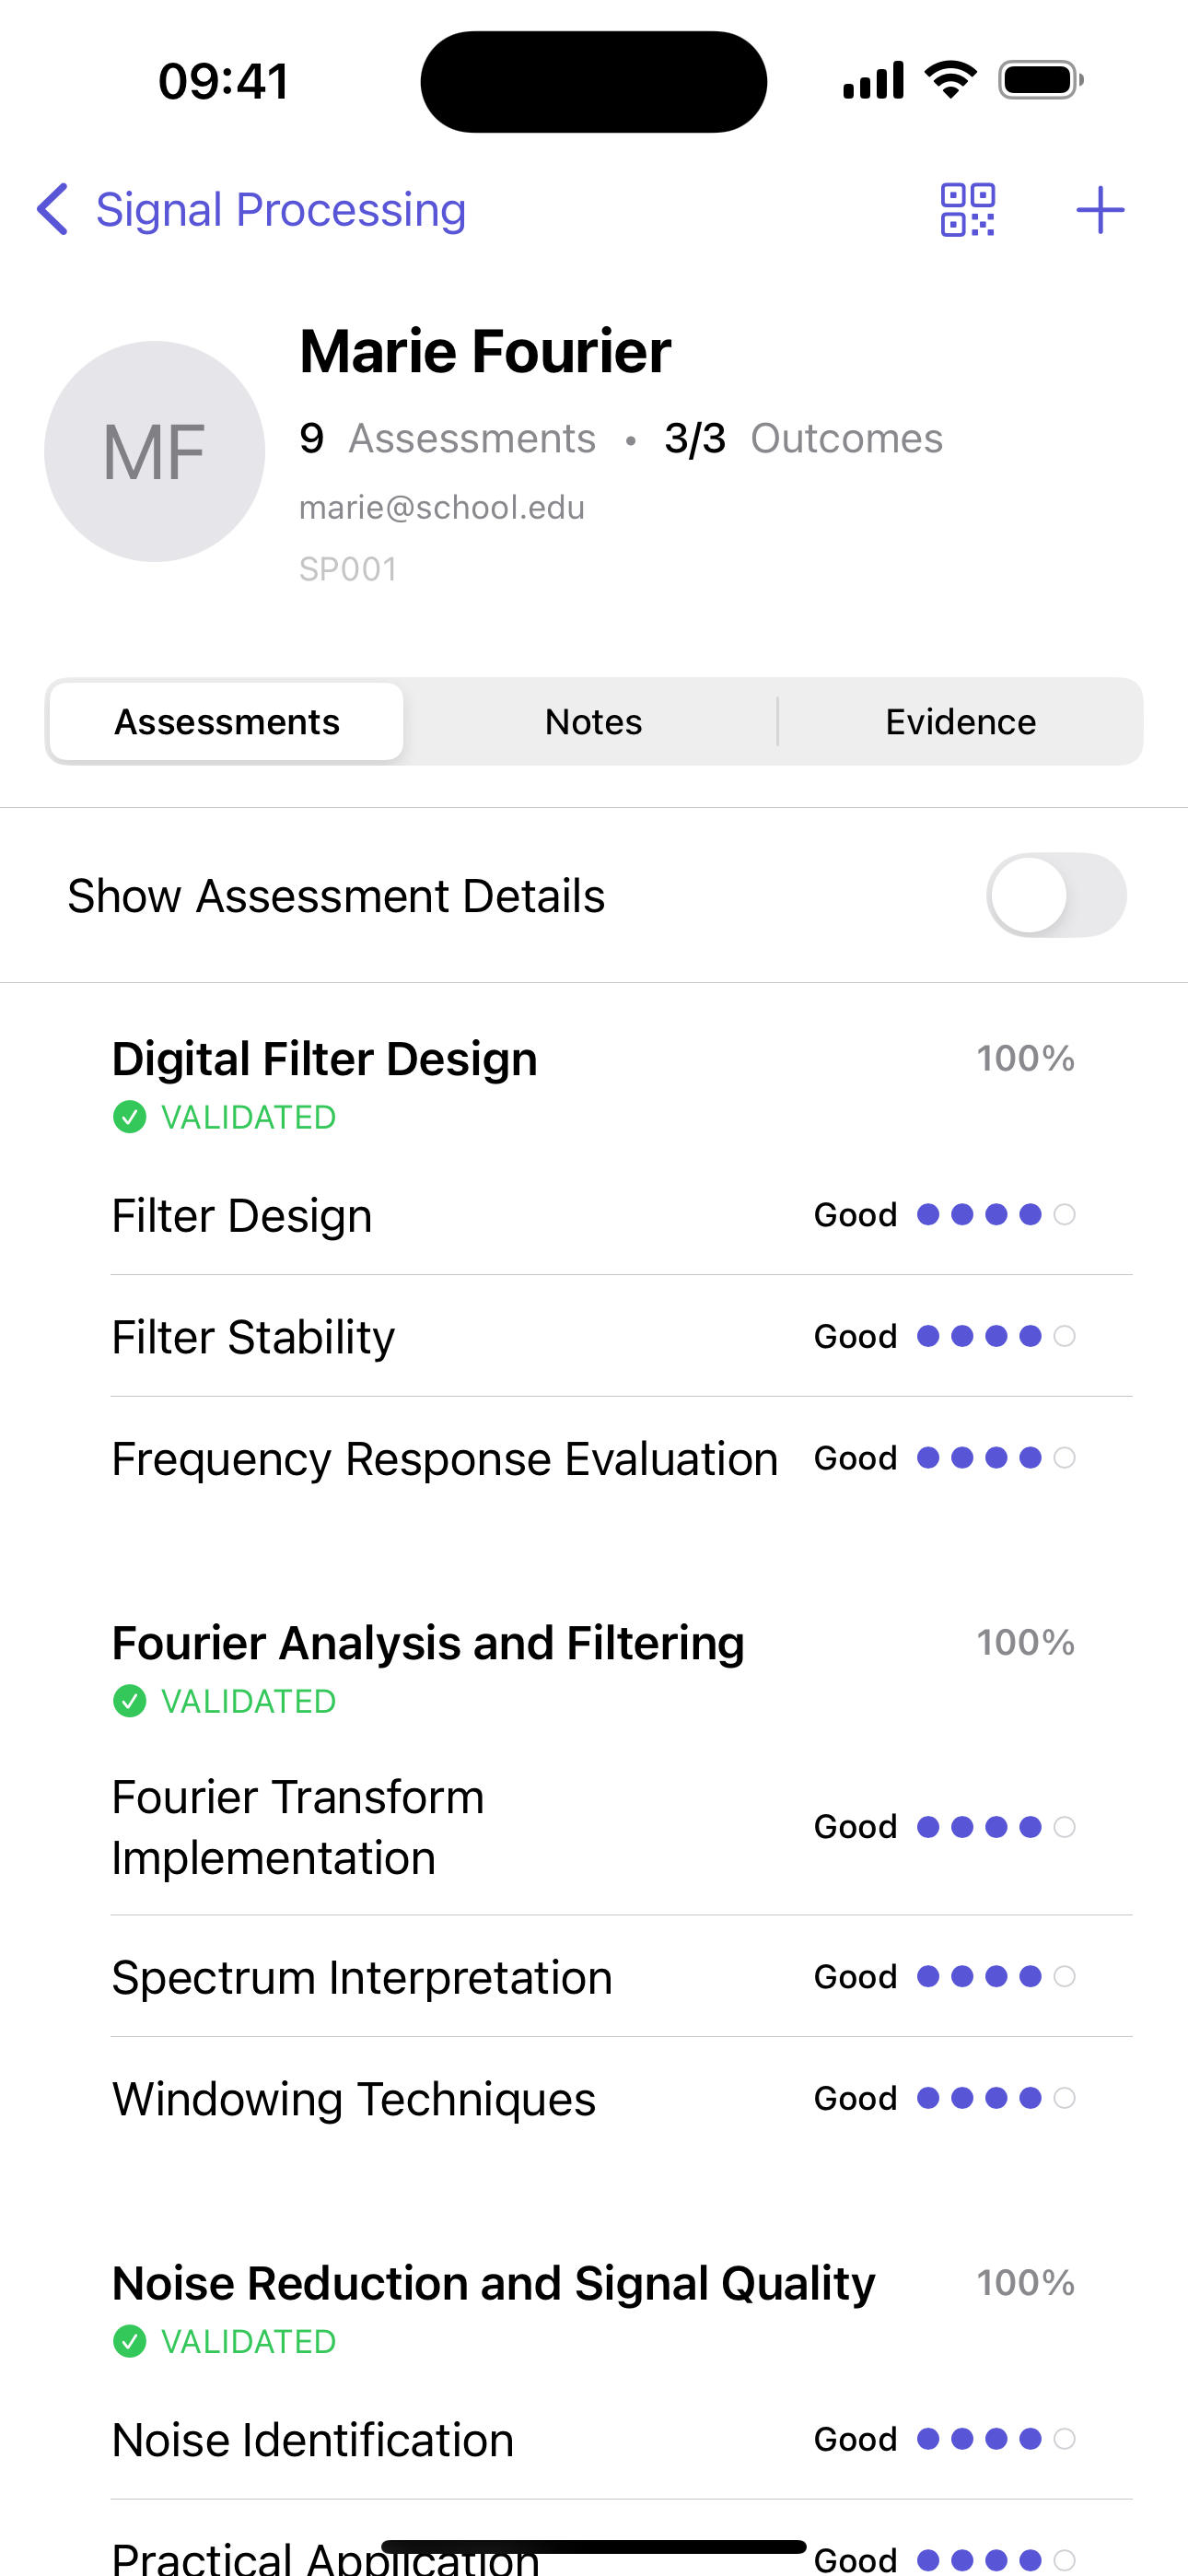 09:41
Signal Processing
Marie Fourier
MF
9 Assessments • 3/3 Outcomes
marie@school.edu
SP001
Assessments Notes Evidence
Show Assessment Details
Digital Filter Design 100%
VALIDATED
Filter Design Good
Filter Stability Good
Frequency Response Evaluation Good
Fourier Analysis and Filtering 100%
VALIDATED
Fourier Transform
Implementation Good
Spectrum Interpretation Good
Windowing Techniques Good
Noise Reduction and Signal Quality 100%
VALIDATED
Noise Identification Good
Practical Application Good